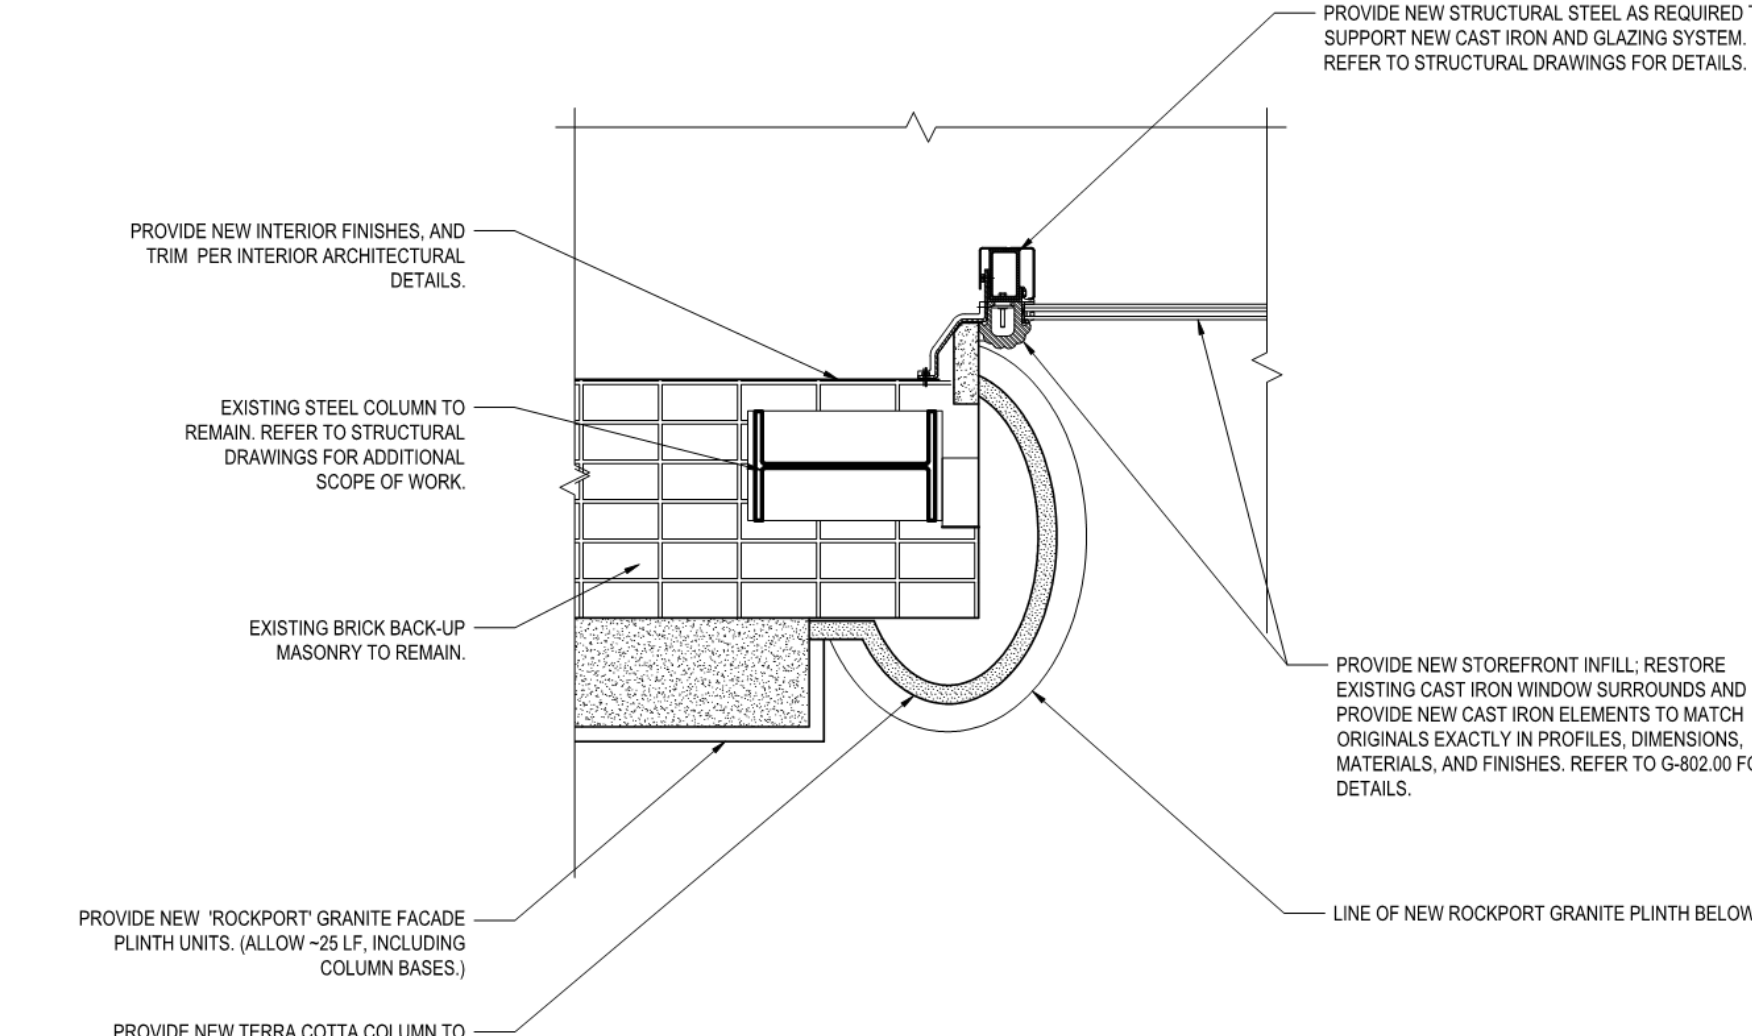 PROVIDE NEW STRUCTURAL STEEL AS REQUIRED
SUPPORT NEW CAST IRON AND GLAZING SYSTEM.
REFER TO STRUCTURAL DRAWINGS FOR DETAILS.
PROVIDE NEW INTERIOR FINISHES, AND
TRIM PER INTERIOR ARCHITECTURAL
DETAILS.
EXISTING STEEL COLUMN TO
REMAIN. REFER TO STRUCTURAL
DRAWINGS FOR ADDITIONAL
SCOPE OF WORK.
EXISTING BRICK BACK-UP
MASONRY TO REMAIN.
PROVIDE NEW STOREFRONT INFILL; RESTORE
EXISTING CAST IRON WINDOW SURROUNDS AND
PROVIDE NEW CAST IRON ELEMENTS TO MATCH
ORIGINALS EXACTLY IN PROFILES, DIMENSIONS,
MATERIALS, AND FINISHES. REFER TO G-802.00
DETAILS.
PROVIDE NEW 'ROCKPORT' GRANITE FACADE
PLINTH UNITS. (ALLOW ~25 LF, INCLUDING
COLUMN BASES.)
LINE OF NEW ROCKPORT GRANITE PLINTH BELOW
PROVIDE NEW TERRA COTTA COLUMN TO